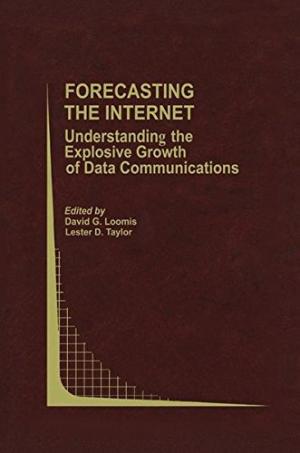 FORECASTING
THE INTERNET
Understanding the
Explosive Growth
of Data Communications
Edited by
David G. Loomis
Lester D. Taylor